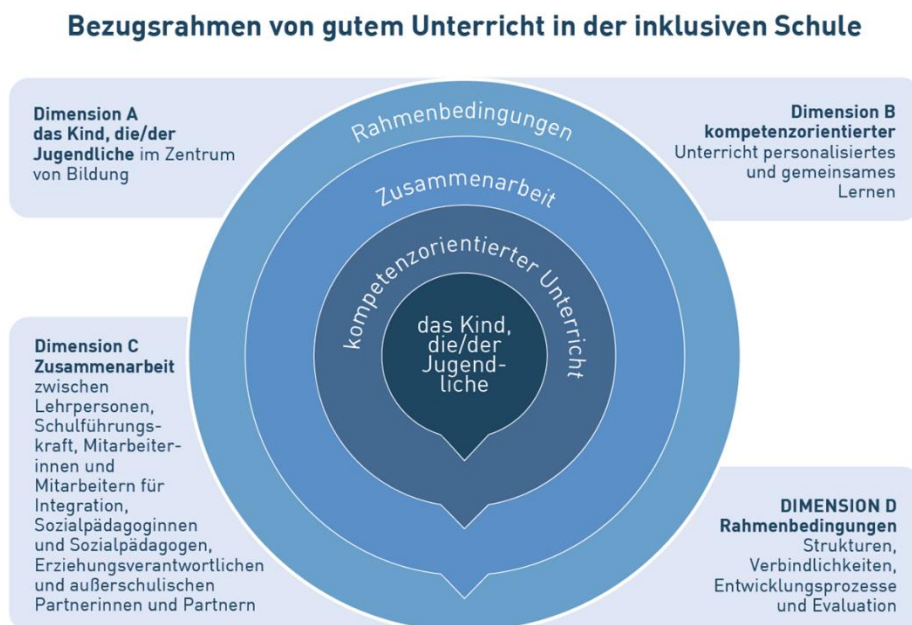 Bezugsrahmen von gutem Unterricht in der inklusiven Schule
Dimension A
das Kind, die/der
Jugendliche im Zentrum
von Bildung
Dimension B
kompetenzorientierter
Unterricht personalisiertes
und gemeinsames
Lernen
Rahmenbedingungen
Zusammenarbeit
kompetenzorientierter Unterricht
das Kind,
die/der
Jugend-
liche
Dimension C
Zusammenarbeit
zwischen
Lehrpersonen,
Schulführungs-
kraft, Mitarbeiter-
innen und
Mitarbeitern für
Integration,
Sozialpädagoginnen
und Sozialpädagogen,
Erziehungsverantwortlichen
und außerschulischen
Partnerinnen und Partnern
DIMENSION D
Rahmenbedingungen
Strukturen,
Verbindlichkeiten,
Entwicklungsprozesse
und Evaluation